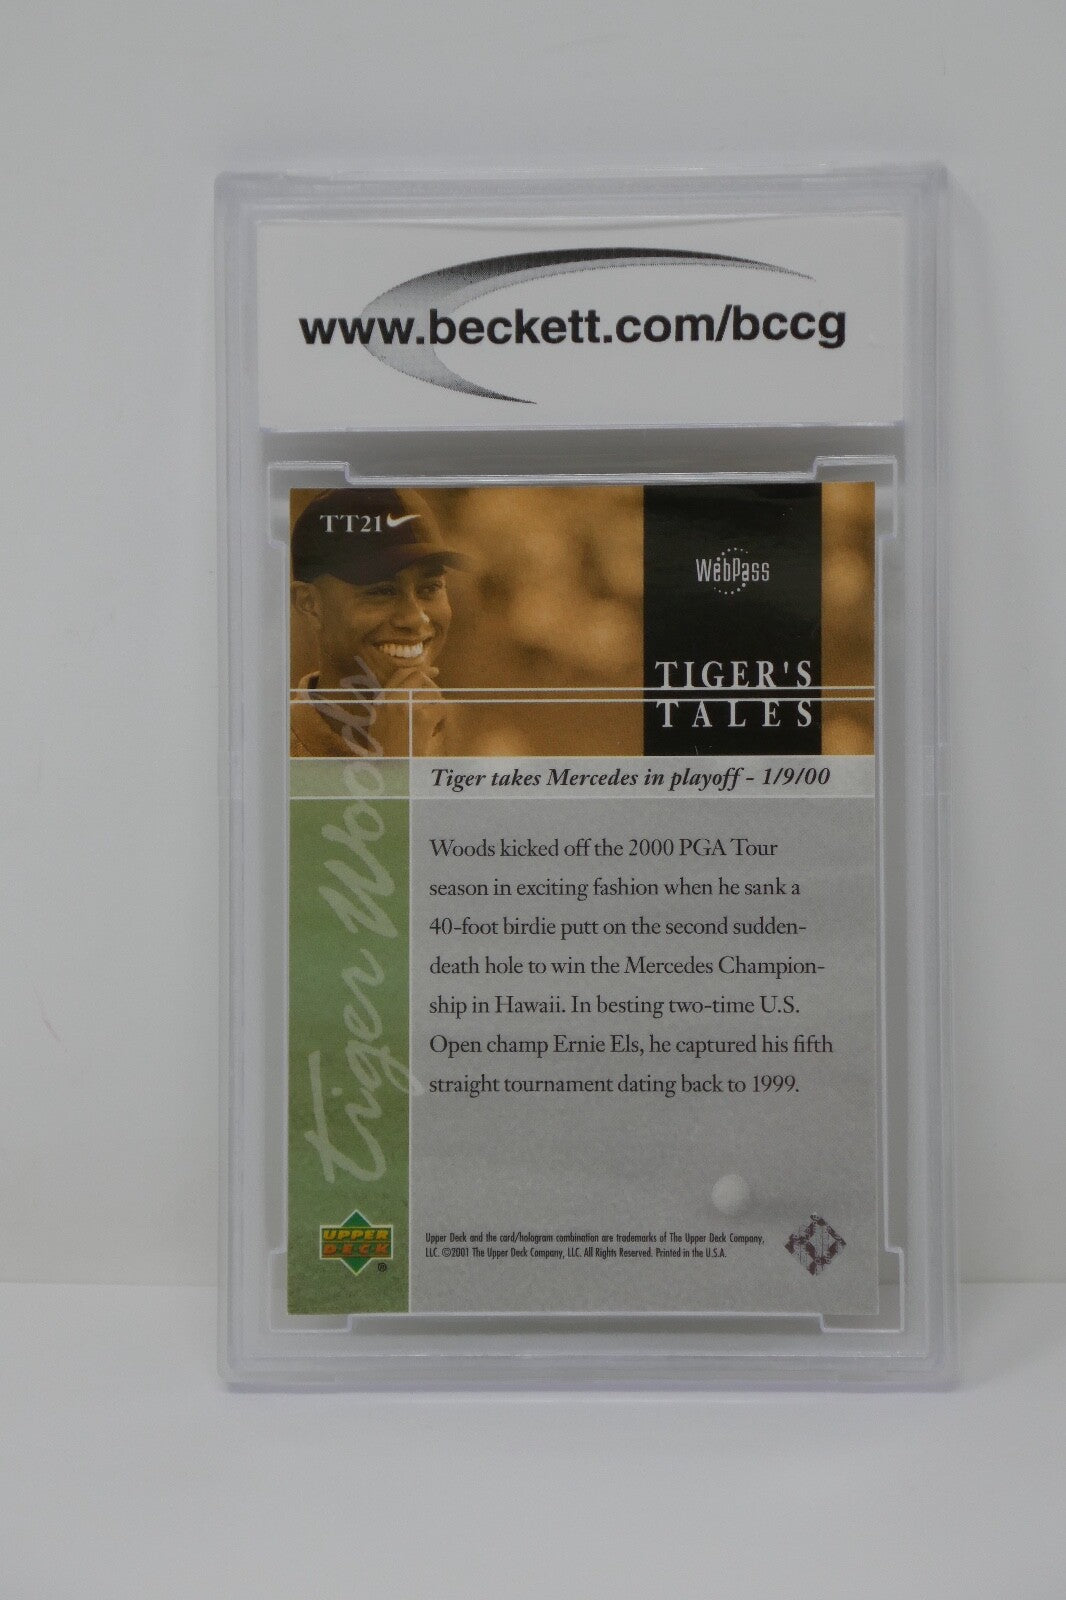 www.beckett.com/bccg
TT21
WebPass
TIGER'S
TALES
Tiger takes Mercedes in playoff - 1/9/00
Woods kicked off the 2000 PGA Tour
season in exciting fashion when he sank a
40-foot birdie putt on the second sudden-
death hole to win the Mercedes Champion-
ship in Hawaii. In besting two-time U.S.
Open champ Ernie Els, he captured his fifth
straight tournament dating back to 1999.
Tiger Woods
UPPER
DECK
®
Upper Deck and the card/hologram combination are trademarks of The Upper Deck Company,
LLC. ©2001 The Upper Deck Company, LLC. All Rights Reserved. Printed in the U.S.A.